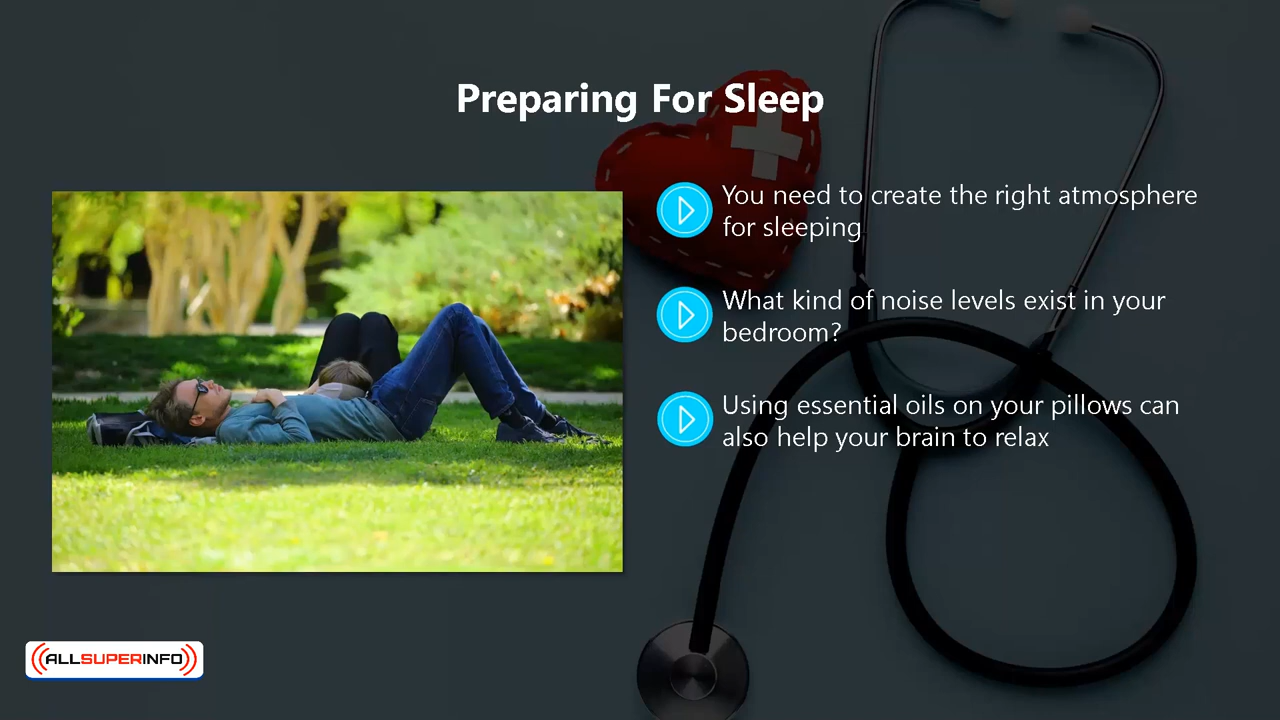 Preparing For Sleep
You need to create the right atmosphere
for sleeping
What kind of noise levels exist in your
bedroom?
Using essential oils on your pillows can
also help your brain to relax
ALLSUPERINFO